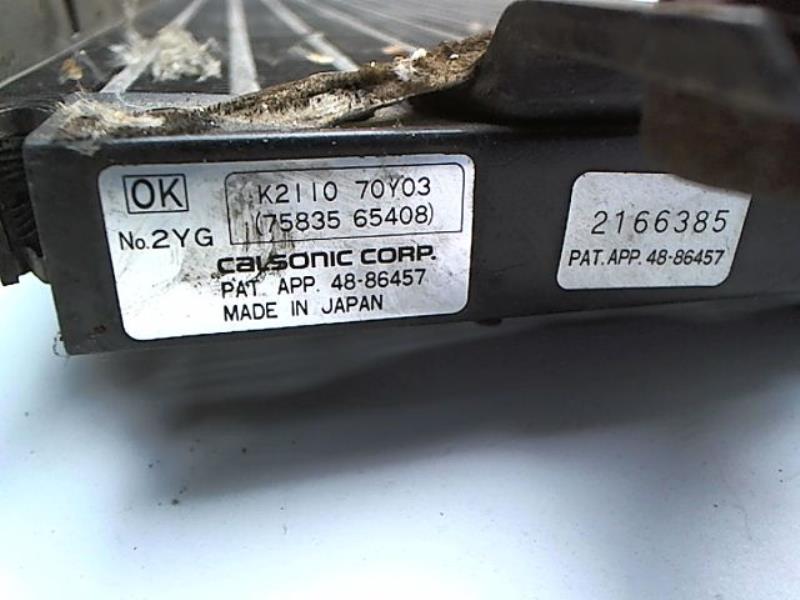 OK K2110 70Y03
(75835 65408)
No.2YG
CALSONIC CORP.
PAT. APP. 48-86457
MADE IN JAPAN
2166385
PAT. APP. 48-86457